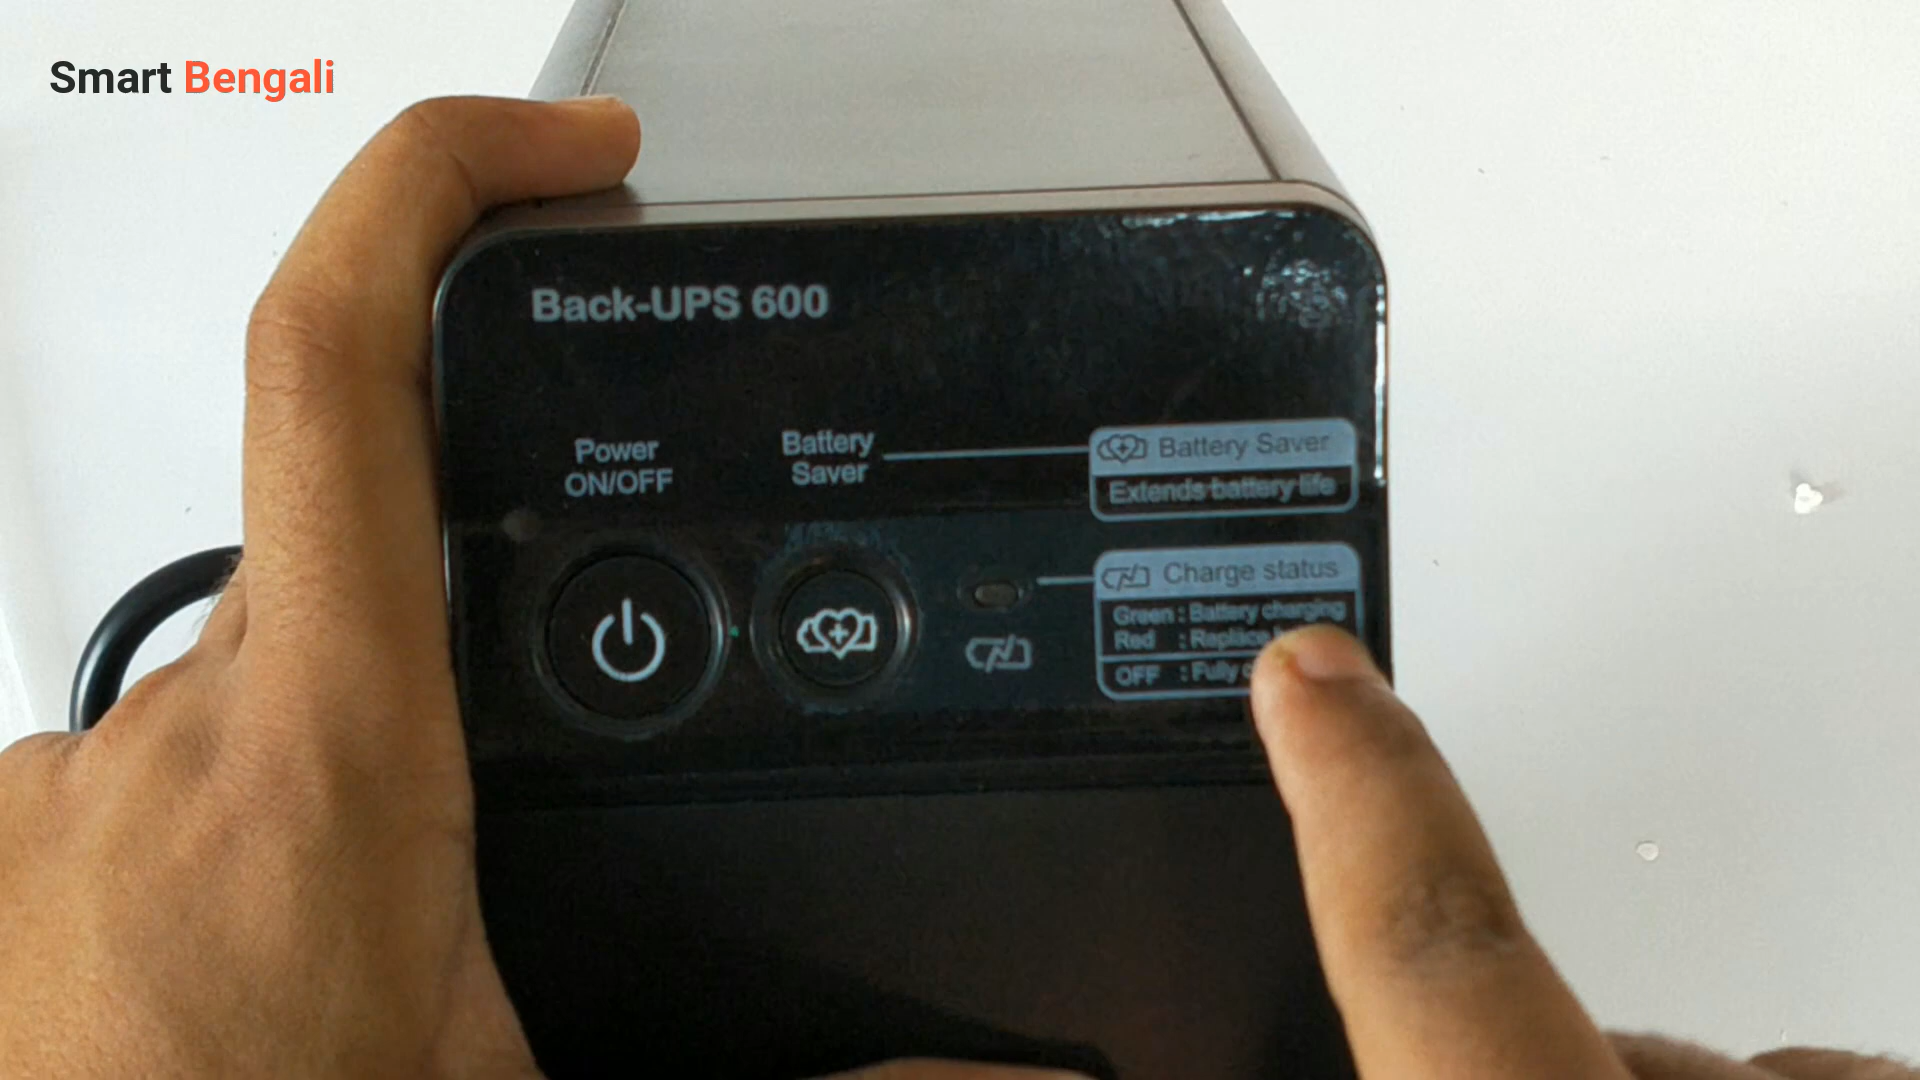 Smart Bengali
Back-UPS 600
Power
ON/OFF
Battery
Saver
Battery Saver
Extends battery life
Charge status
Green : Battery charging
Red : Replace
OFF : Fully